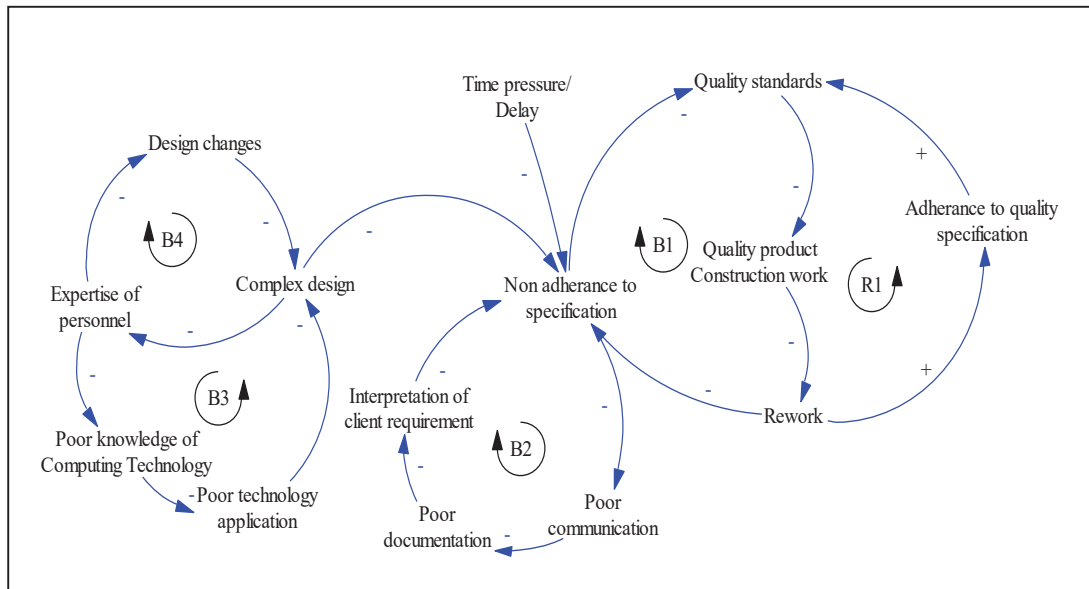 Time pressure/
Delay
Quality standards
-
-
+
Design changes
-
-
-
-
-
B4
B1
Adherance to quality
specification
Quality product
Construction work
R1
Expertise of
personnel
Complex design
Non adherance to
specification
-
-
-
-
B3
-
-
+
Interpretation of
client requirement
-
Rework
B2
Poor knowledge of
Computing Technology
-
-
Poor technology
application
Poor
documentation
-
Poor
communication